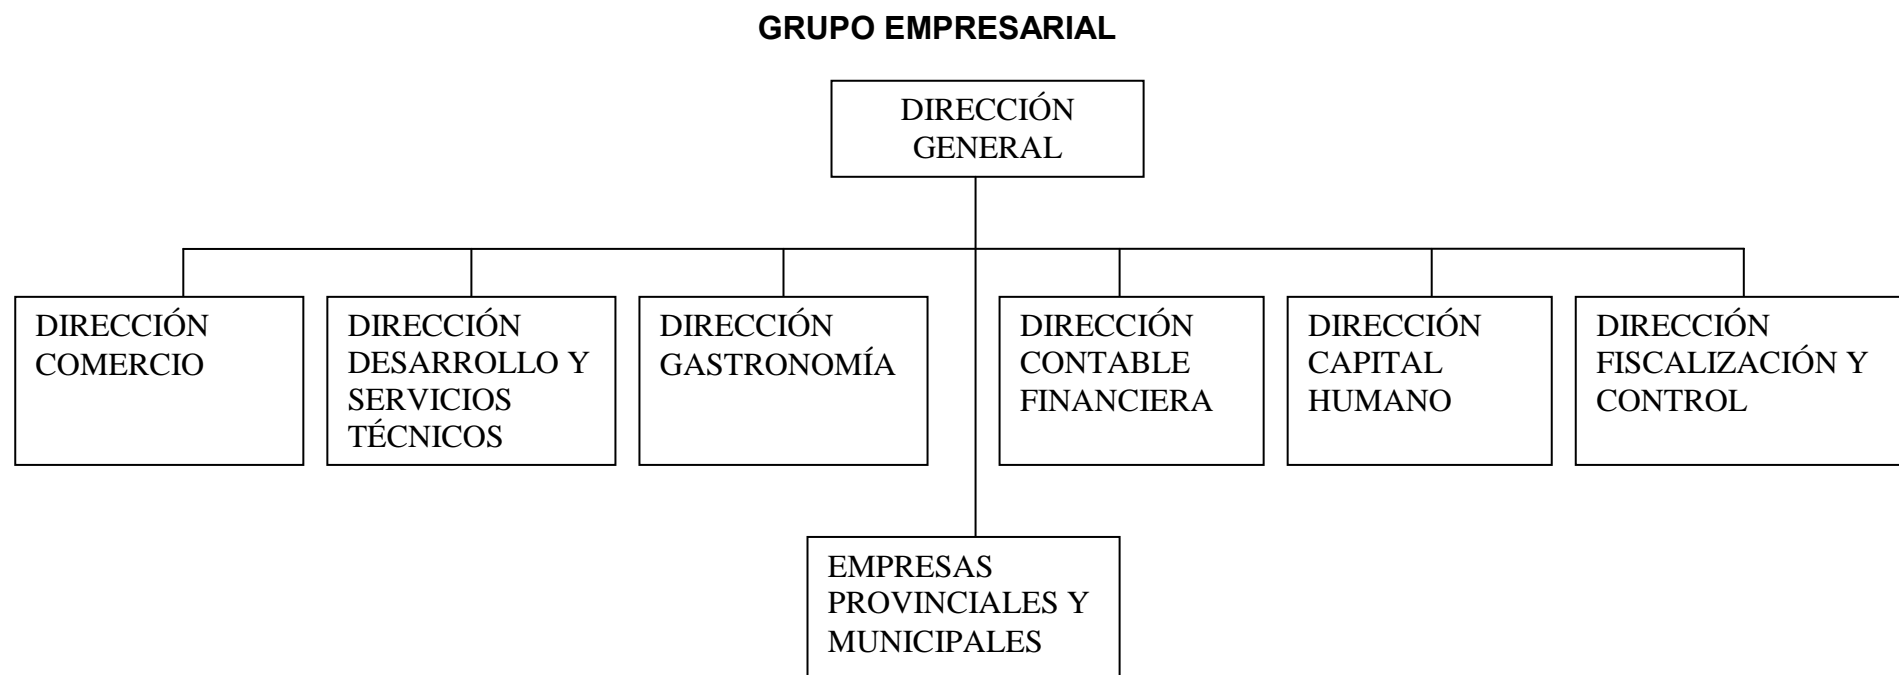 GRUPO EMPRESARIAL
DIRECCIÓN
GENERAL
DIRECCIÓN
COMERCIO
DIRECCIÓN
DESARROLLO Y
SERVICIOS
TÉCNICOS
DIRECCIÓN
GASTRONOMÍA
DIRECCIÓN
CONTABLE
FINANCIERA
DIRECCIÓN
CAPITAL
HUMANO
DIRECCIÓN
FISCALIZACIÓN Y
CONTROL
EMPRESAS
PROVINCIALES Y
MUNICIPALES